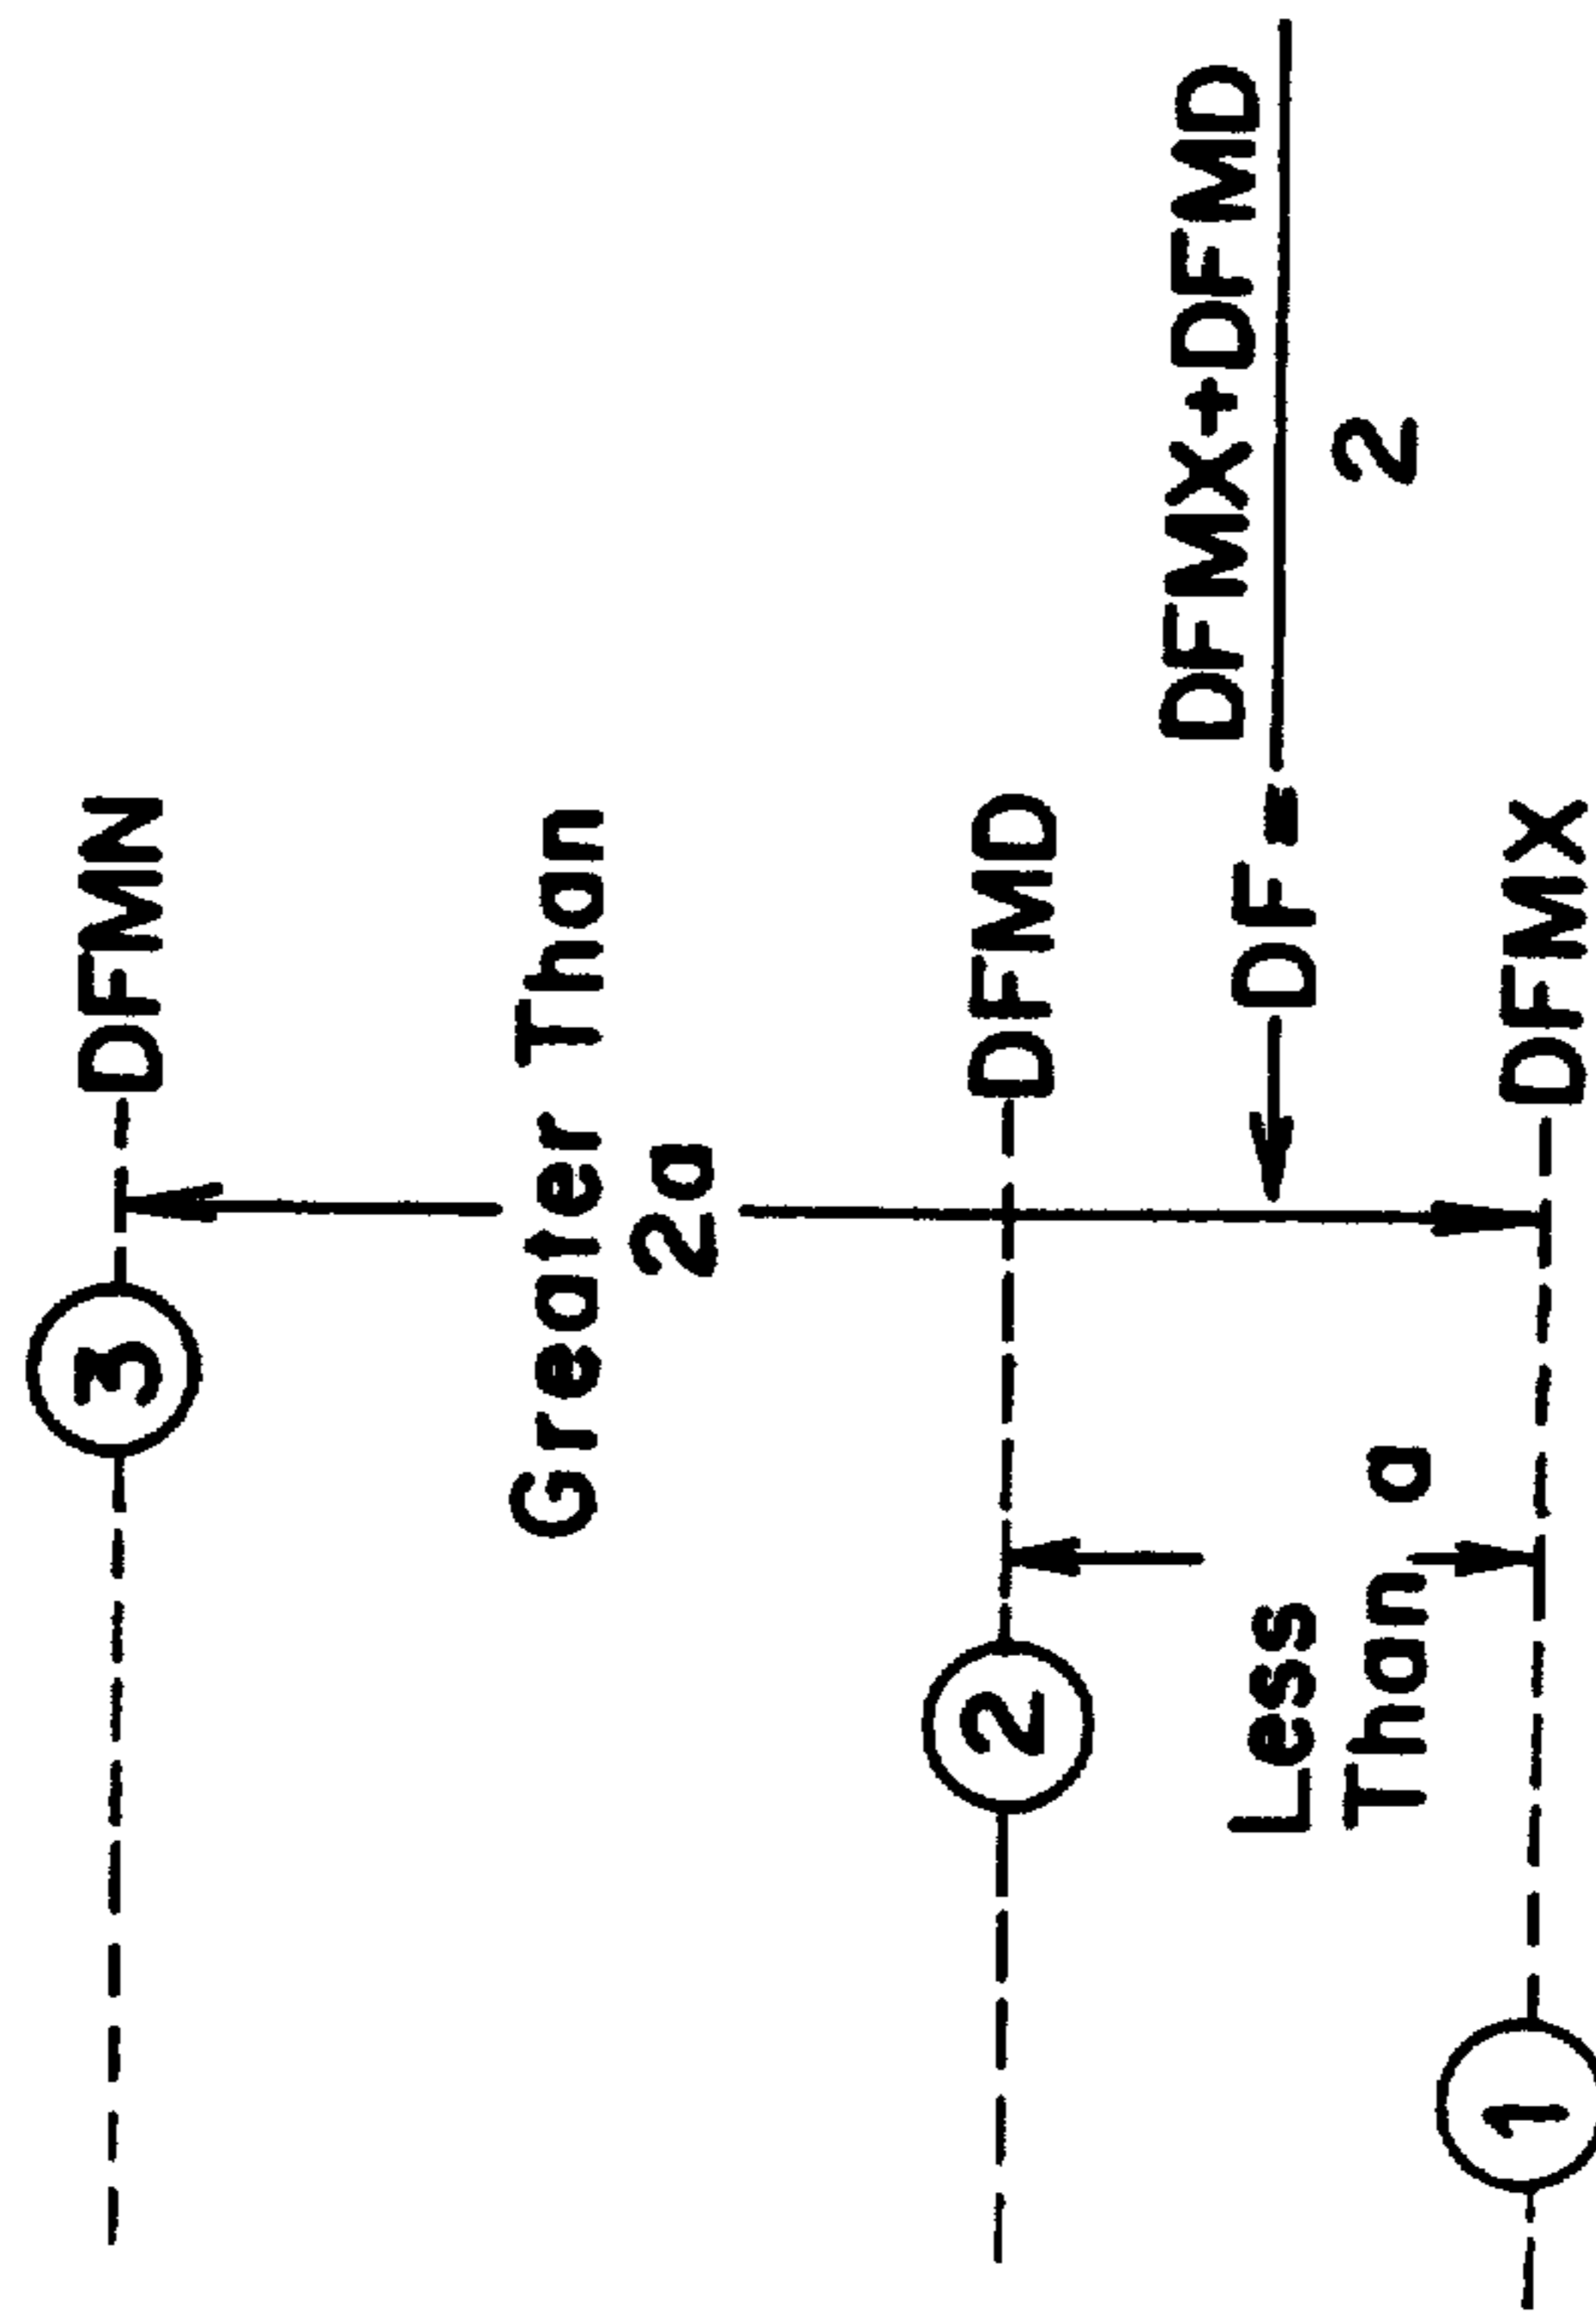 3
DFMN
Greater Than
2a
2
DFMD
DFMX+DFMD
DF =
2
Less
Than a
1
DFMX